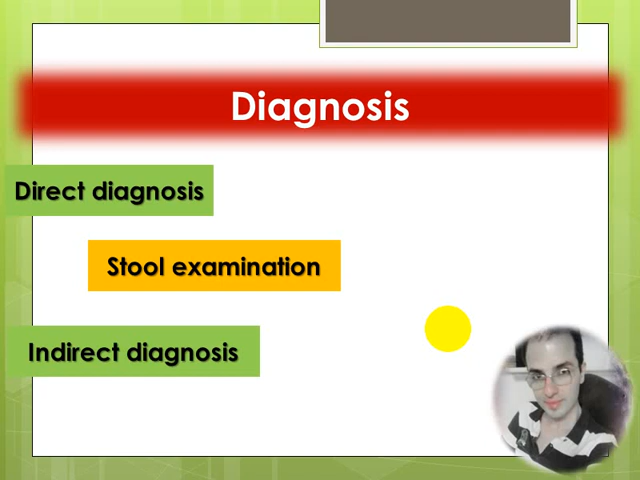 Diagnosis
Direct diagnosis
Stool examination
Indirect diagnosis